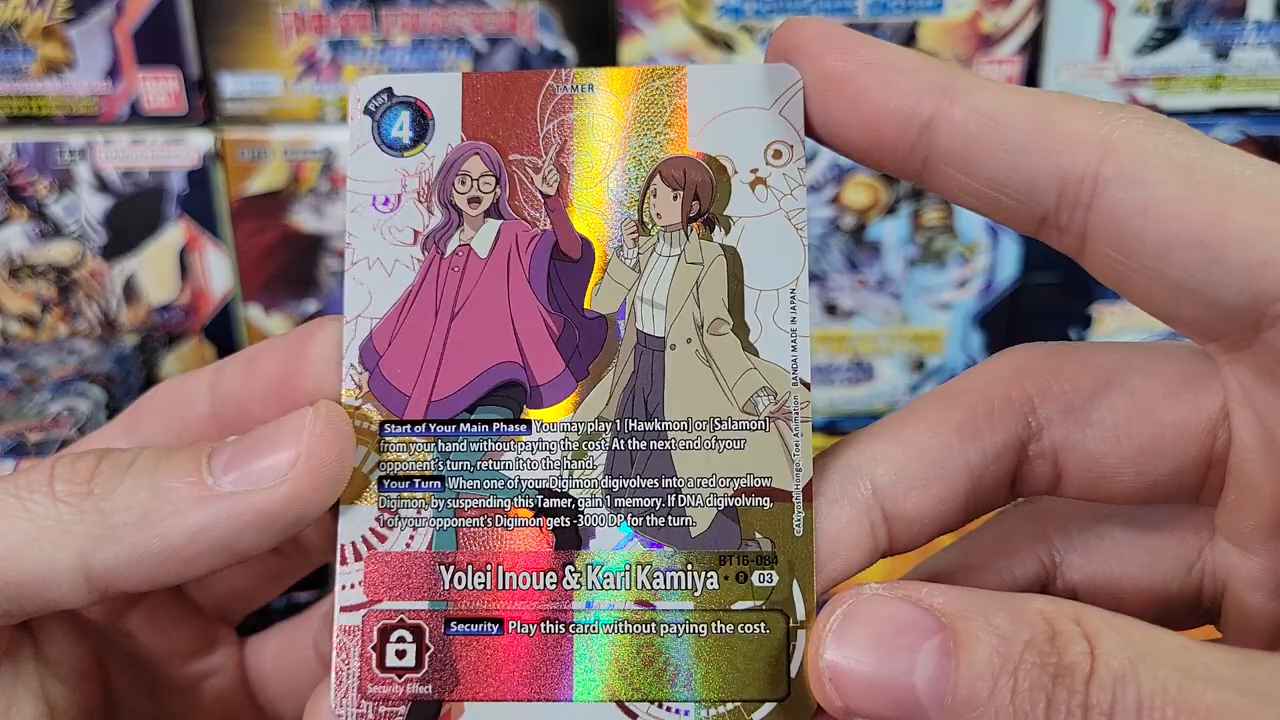 TAMER
Play
4
Start of Your Main Phase You may play 1 [Hawkmon] or [Salamon]
from your hand without paying the cost. At the next end of your
opponent's turn, return it to the hand.
Your Turn When one of your Digimon digivolves into a red or yellow
Digimon, by suspending this Tamer, gain 1 memory. If DNA digivolving,
1 of your opponent's Digimon gets -3000 DP for the turn.
©Akiyoshi Hongo, Toei Animation BANDAI MADE IN JAPAN
BT16-084
Yolei Inoue & Kari Kamiya R 03
Security Play this card without paying the cost.
Security Effect